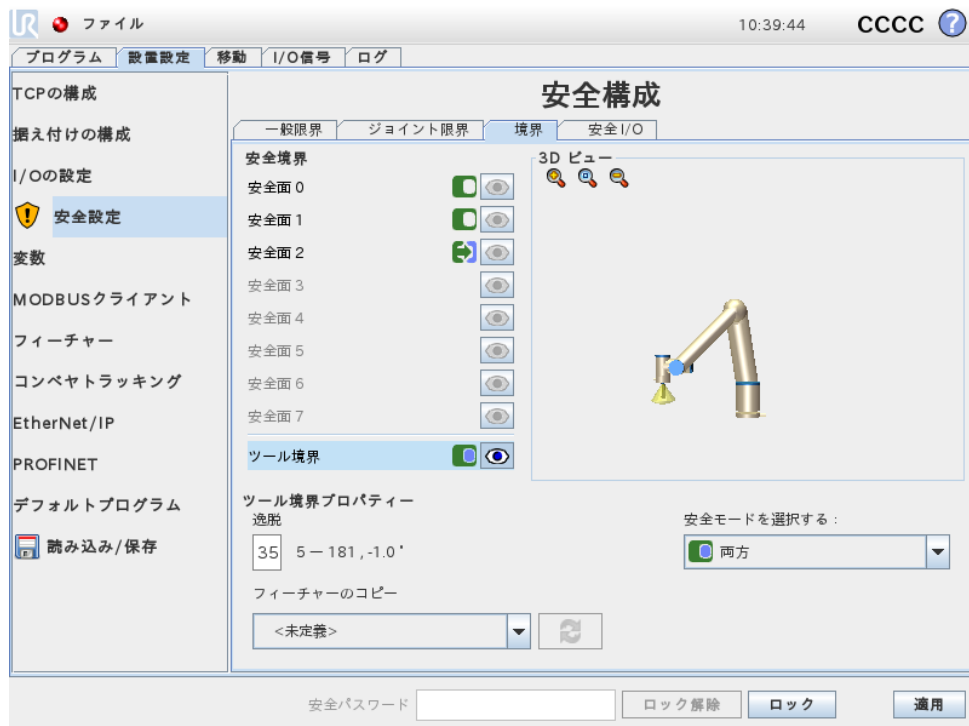 UR ファイル 10:39:44 CCCC ?
プログラム 設置設定 移動 I/O信号 ログ
TCPの構成
据え付けの構成
I/Oの設定
安全設定
変数
MODBUSクライアント
フィーチャー
コンベヤトラッキング
EtherNet/IP
PROFINET
デフォルトプログラム
読み込み/保存
安全構成
一般限界 ジョイント限界 境界 安全I/O
安全境界
安全面 0
安全面 1
安全面 2
安全面 3
安全面 4
安全面 5
安全面 6
安全面 7
ツール境界
3D ビュー
ツール境界プロパティー
逸脱
35 5 – 181 , -1.0 °
安全モードを選択する :
両方
フィーチャーのコピー
<未定義>
安全パスワード ロック解除 ロック 適用